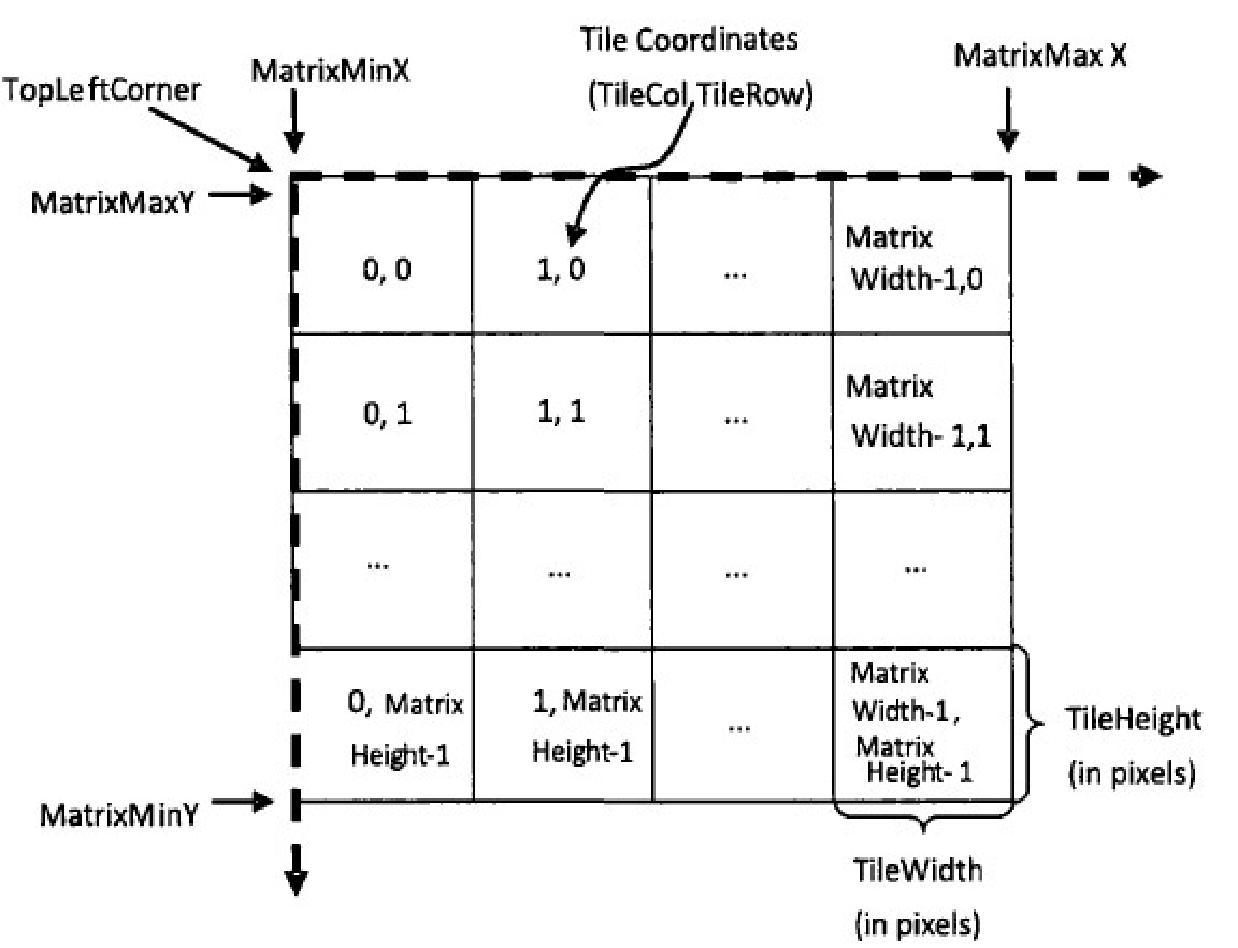 Tile Coordinates
(TileCol,TileRow)
MatrixMinX
MatrixMax X
TopLeftCorner
MatrixMaxY
0, 0
1, 0
...
Matrix
Width-1,0
0, 1
1, 1
...
Matrix
Width- 1,1
...
...
...
...
0, Matrix
Height-1
1, Matrix
Height-1
...
Matrix
Width-1,
Matrix
Height- 1
TileHeight
(in pixels)
MatrixMinY
TileWidth
(in pixels)